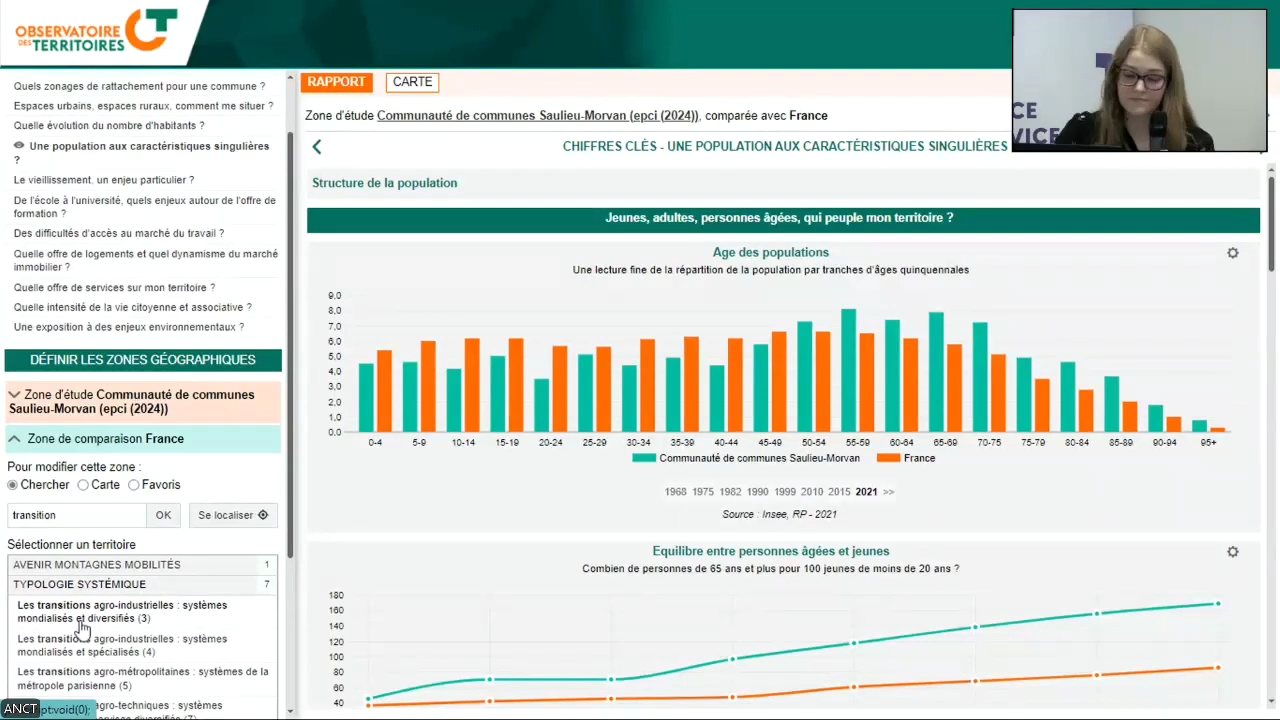 OBSERVATOIRE
DES TERRITOIRES
Quels zonages de rattachement pour une commune ?
Espaces urbains, espaces ruraux, comment me situer ?
Quelle évolution du nombre d'habitants ?
Une population aux caractéristiques singulières
?
Le vieillissement, un enjeu particulier ?
De l'école à l'université, quels enjeux autour de l'offre de
formation ?
Des difficultés d'accès au marché du travail ?
Quelle offre de logements et quel dynamisme du marché
immobilier ?
Quelle offre de services sur mon territoire ?
Quelle intensité de la vie citoyenne et associative ?
Une exposition à des enjeux environnementaux ?
DÉFINIR LES ZONES GÉOGRAPHIQUES
Zone d'étude Communauté de communes
Saulieu-Morvan (epci (2024))
Zone de comparaison France
Pour modifier cette zone :
Chercher Carte Favoris
transition OK Se localiser
Sélectionner un territoire
AVENIR MONTAGNES MOBILITÉS 1
TYPOLOGIE SYSTÉMIQUE 7
Les transitions agro-industrielles : systèmes
mondialisés et diversifiés (3)
Les transitions agro-industrielles : systèmes
mondialisés et spécialisés (4)
Les transitions agro-métropolitaines : systèmes de la
métropole parisienne (5)
agro-techniques : systèmes
ANCT
pt:void(0);
RAPPORT CARTE
Zone d'étude Communauté de communes Saulieu-Morvan (epci (2024)), comparée avec France
CHIFFRES CLÉS - UNE POPULATION AUX CARACTÉRISTIQUES SINGULIÈRES
Structure de la population
Jeunes, adultes, personnes âgées, qui peuple mon territoire ?
Age des populations
Une lecture fine de la répartition de la population par tranches d'âges quinquennales
9,0
8,0
7,0
6,0
5,0
4,0
3,0
2,0
1,0
0,0
0-4 5-9 10-14 15-19 20-24 25-29 30-34 35-39 40-44 45-49 50-54 55-59 60-64 65-69 70-75 75-79 80-84 85-89 90-94 95+
Communauté de communes Saulieu-Morvan France
1968 1975 1982 1990 1999 2010 2015 2021 >>
Source : Insee, RP - 2021
Equilibre entre personnes âgées et jeunes
Combien de personnes de 65 ans et plus pour 100 jeunes de moins de 20 ans ?
180
160
140
120
100
80
60
40
CE
VICE